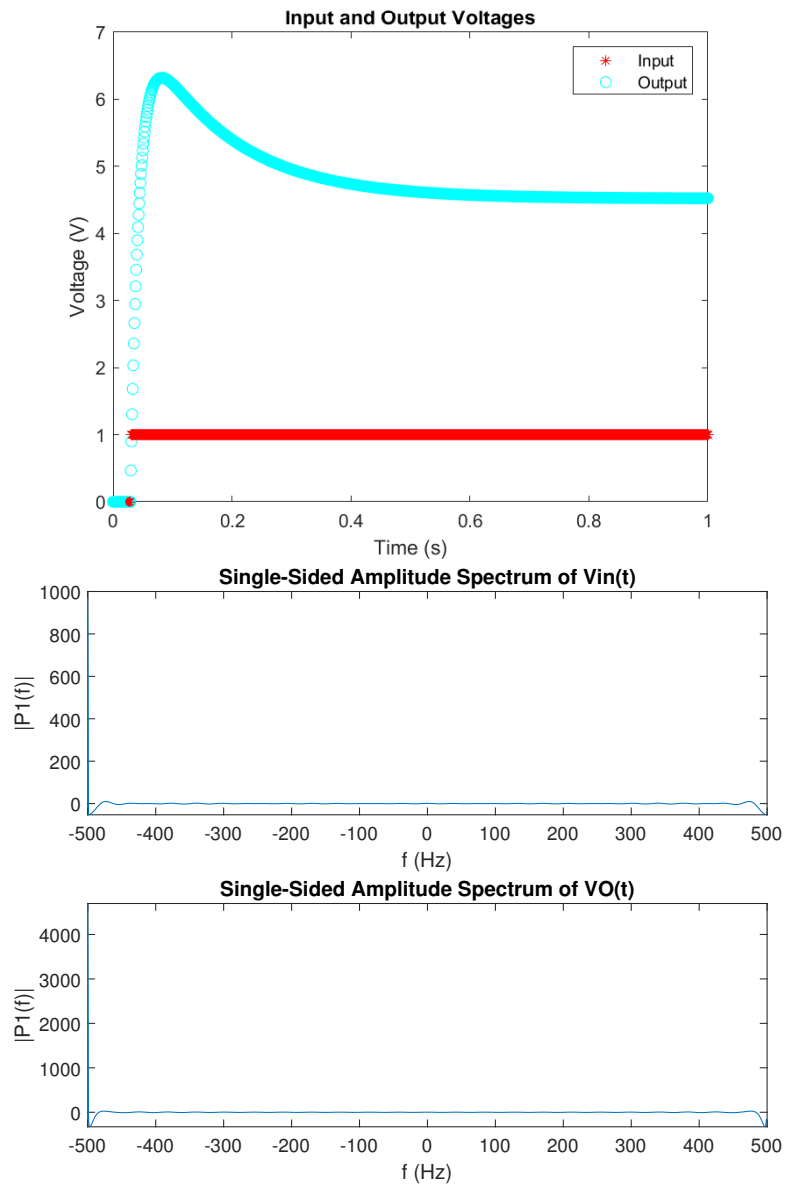 Input and Output Voltages
7
6
5
4
3
2
1
0
Voltage (V)
Input
Output
0 0.2 0.4 0.6 0.8 1
Time (s)
Single-Sided Amplitude Spectrum of Vin(t)
1000
800
600
400
200
0
|P1(f)|
-500 -400 -300 -200 -100 0 100 200 300 400 500
f (Hz)
Single-Sided Amplitude Spectrum of VO(t)
4000
3000
2000
1000
0
|P1(f)|
-500 -400 -300 -200 -100 0 100 200 300 400 500
f (Hz)